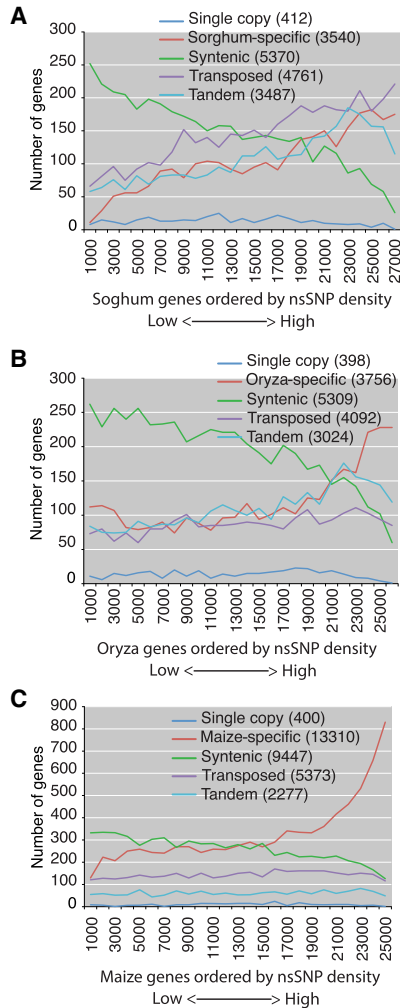 A
Single copy (412)
Sorghum-specific (3540)
Syntenic (5370)
Transposed (4761)
Tandem (3487)
Number of genes
300
250
200
150
100
50
0
1000 3000 5000 7000 9000 11000 13000 15000 17000 19000 21000 23000 25000 27000
Soghum genes ordered by nsSNP density
Low <————> High
B
Single copy (398)
Oryza-specific (3756)
Syntenic (5309)
Transposed (4092)
Tandem (3024)
Number of genes
300
250
200
150
100
50
0
1000 3000 5000 7000 9000 11000 13000 15000 17000 19000 21000 23000 25000
Oryza genes ordered by nsSNP density
Low <————> High
C
Single copy (400)
Maize-specific (13310)
Syntenic (9447)
Transposed (5373)
Tandem (2277)
Number of genes
900
800
700
600
500
400
300
200
100
0
1000 3000 5000 7000 9000 11000 13000 15000 17000 19000 21000 23000 25000
Maize genes ordered by nsSNP density
Low <————> High